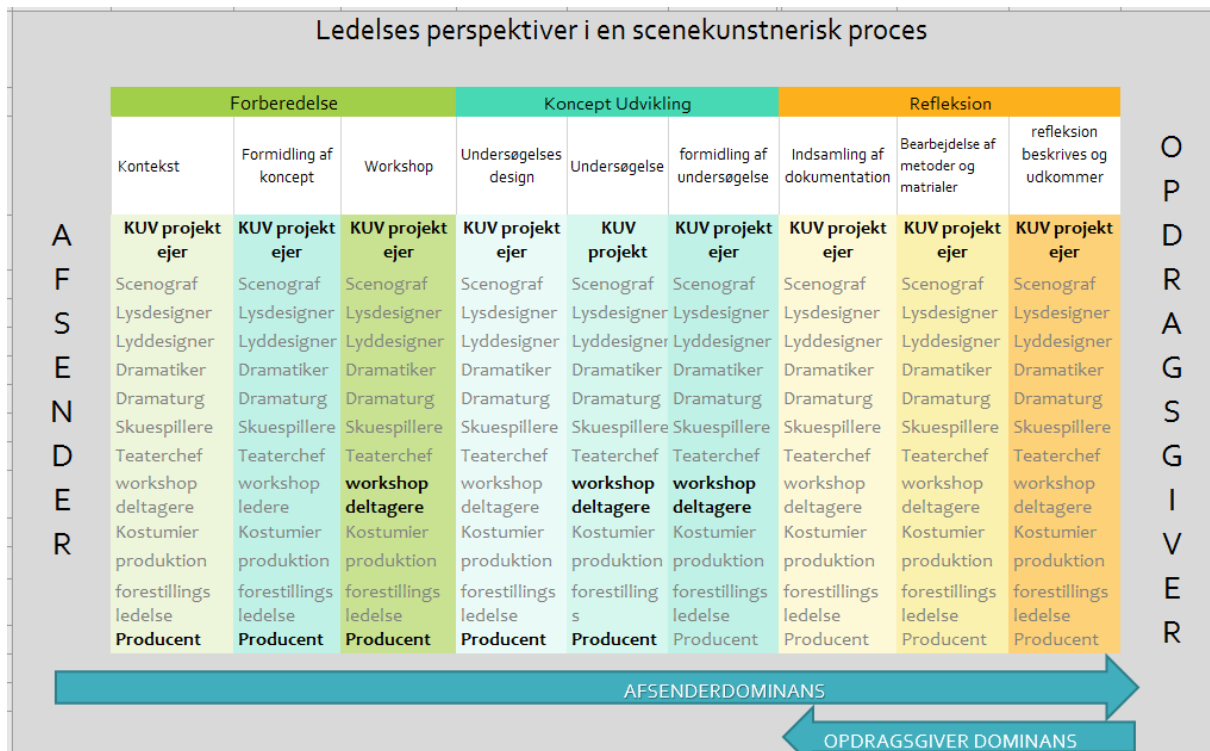 Ledelses perspektiver i en scenekunstnerisk proces
Forberedelse Koncept Udvikling Refleksion
Kontekst
Formidling af
koncept
Workshop
Undersøgelses
design
Undersøgelse
formidling af
undersøgelse
Indsamling af
dokumentation
Bearbejdelse af
metoder og
matrialer
refleksion
beskrives og
udkommer
AFSENDER
KUV projekt KUV projekt KUV projekt KUV projekt KUV KUV projekt KUV projekt KUV projekt KUV projekt
ejer ejer ejer ejer projekt ejer ejer ejer ejer
Scenograf Scenograf Scenograf Scenograf Scenograf Scenograf Scenograf Scenograf Scenograf
Lysdesigner Lysdesigner Lysdesigner Lysdesigner Lysdesigner Lysdesigner Lysdesigner Lysdesigner Lysdesigner
Lyddesigner Lyddesigner Lyddesigner Lyddesigner Lyddesigner Lyddesigner Lyddesigner Lyddesigner Lyddesigner
Dramatiker Dramatiker Dramatiker Dramatiker Dramatiker Dramatiker Dramatiker Dramatiker Dramatiker
Dramaturg Dramaturg Dramaturg Dramaturg Dramaturg Dramaturg Dramaturg Dramaturg Dramaturg
Skuespillere Skuespillere Skuespillere Skuespillere Skuespillere Skuespillere Skuespillere Skuespillere Skuespillere
Teaterchef Teaterchef Teaterchef Teaterchef Teaterchef Teaterchef Teaterchef Teaterchef Teaterchef
workshop workshop workshop workshop workshop workshop workshop workshop workshop
deltagere ledere deltagere deltagere deltagere deltagere deltagere deltagere deltagere
Kostumier Kostumier Kostumier Kostumier Kostumier Kostumier Kostumier Kostumier Kostumier
produktion produktion produktion produktion produktion produktion produktion produktion produktion
forestillings forestillings forestillings forestillings forestilling forestillings forestillings forestillings forestillings
ledelse ledelse ledelse ledelse s ledelse ledelse ledelse ledelse
Producent Producent Producent Producent Producent Producent Producent Producent Producent
OPDRAGSGIVER
AFSENDERDOMINANS
OPDRAGSGIVER DOMINANS